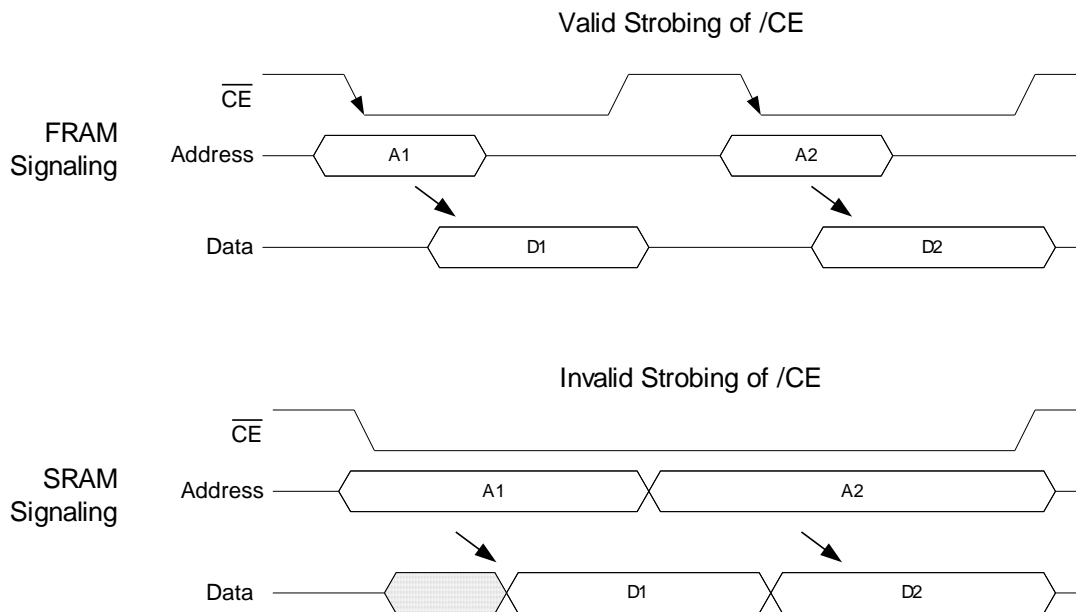 Valid Strobing of /CE
CE
FRAM
Signaling
Address
A1
A2
Data
D1
D2
Invalid Strobing of /CE
CE
SRAM
Signaling
Address
A1
A2
Data
D1
D2